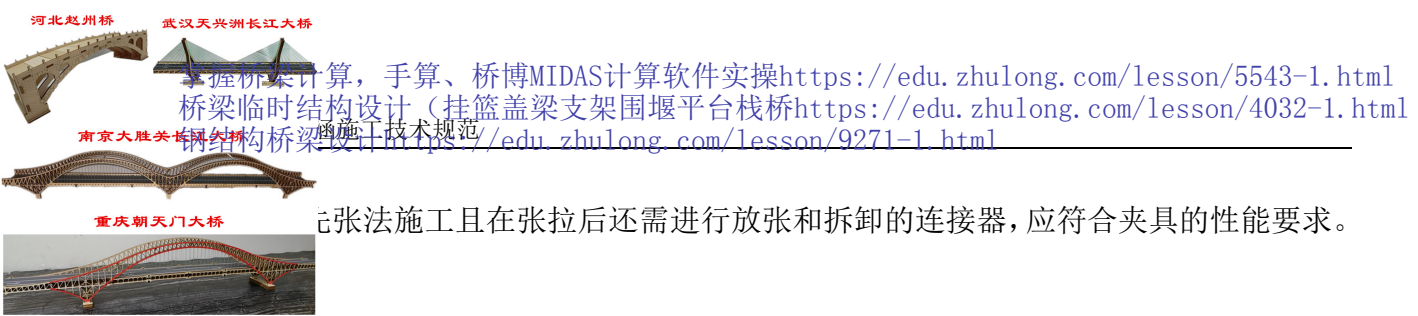 河北赵州桥
武汉天兴洲长江大桥
掌握桥梁计算，手算、桥博MIDAS计算软件实操https://edu.zhulong.com/lesson/5543-1.html
桥梁临时结构设计（挂篮盖梁支架围堰平台栈桥https://edu.zhulong.com/lesson/4032-1.html
南京大胜关长江大桥
涵施工技术规范
钢结构桥梁设计https://edu.zhulong.com/lesson/9271-1.html
重庆朝天门大桥
张法施工且在张拉后还需进行放张和拆卸的连接器，应符合夹具的性能要求。